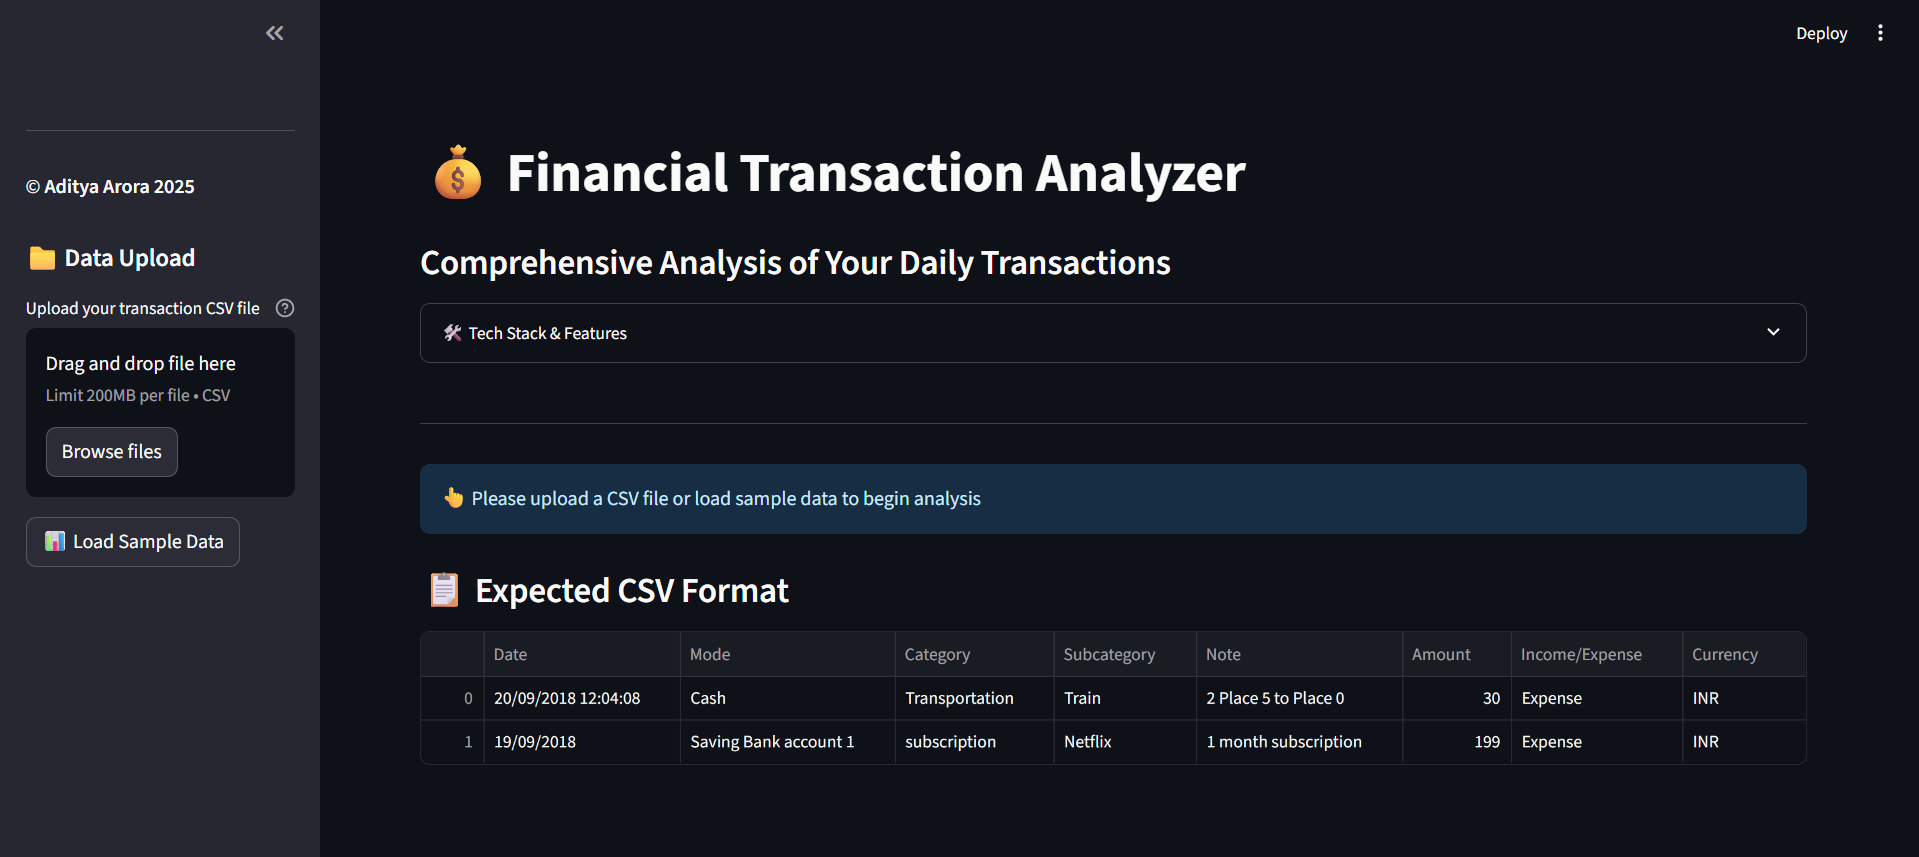 © Aditya Arora 2025
Data Upload
Upload your transaction CSV file
Drag and drop file here
Limit 200MB per file • CSV
Browse files
Load Sample Data
Deploy
Financial Transaction Analyzer
Comprehensive Analysis of Your Daily Transactions
Tech Stack & Features
Please upload a CSV file or load sample data to begin analysis
Expected CSV Format
Date Mode Category Subcategory Note Amount Income/Expense Currency
0 20/09/2018 12:04:08 Cash Transportation Train 2 Place 5 to Place 0 30 Expense INR
1 19/09/2018 Saving Bank account 1 subscription Netflix 1 month subscription 199 Expense INR